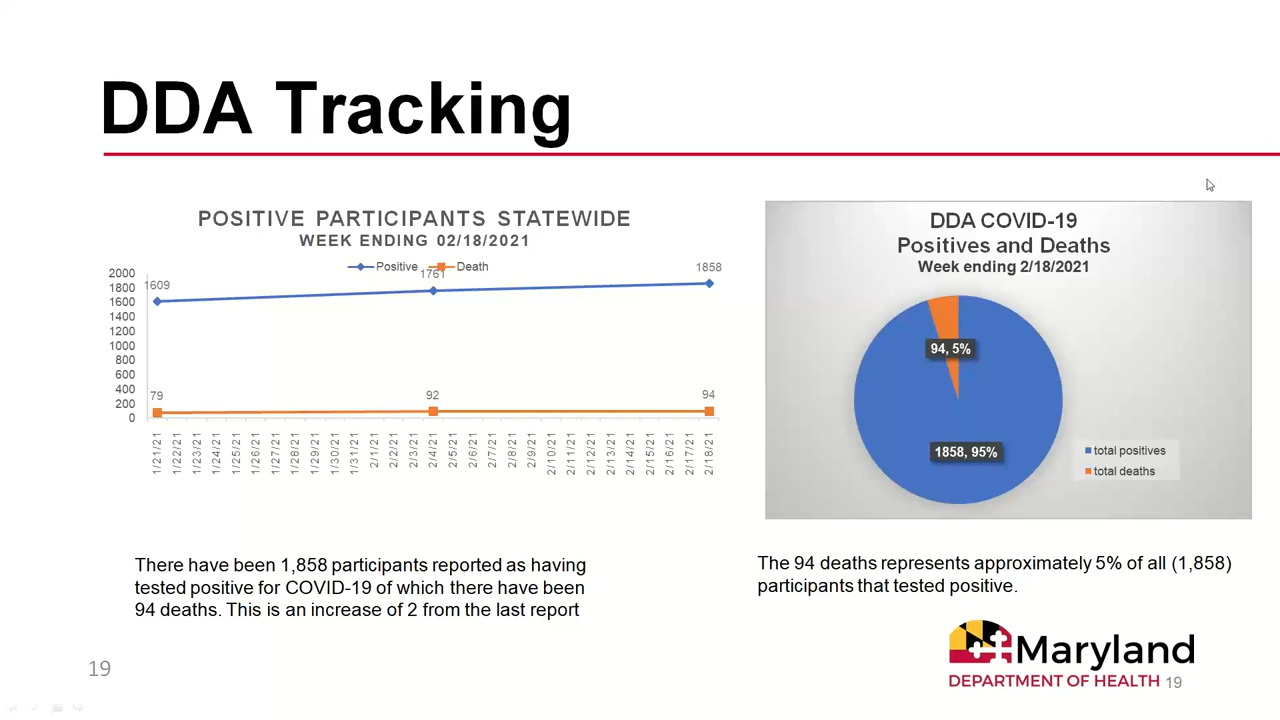 DDA Tracking
POSITIVE PARTICIPANTS STATEWIDE
WEEK ENDING 02/18/2021
Positive
Death
2000
1800
1600
1400
1200
1000
800
600
400
200
0
1609
1761
1858
79
92
94
1/21/21
1/22/21
1/23/21
1/24/21
1/25/21
1/26/21
1/27/21
1/28/21
1/29/21
1/30/21
1/31/21
2/1/21
2/2/21
2/3/21
2/4/21
2/5/21
2/6/21
2/7/21
2/8/21
2/9/21
2/10/21
2/11/21
2/12/21
2/13/21
2/14/21
2/15/21
2/16/21
2/17/21
2/18/21
There have been 1,858 participants reported as having
tested positive for COVID-19 of which there have been
94 deaths. This is an increase of 2 from the last report
DDA COVID-19
Positives and Deaths
Week ending 2/18/2021
94, 5%
1858, 95%
total positives
total deaths
The 94 deaths represents approximately 5% of all (1,858)
participants that tested positive.
Maryland
DEPARTMENT OF HEALTH
19
19